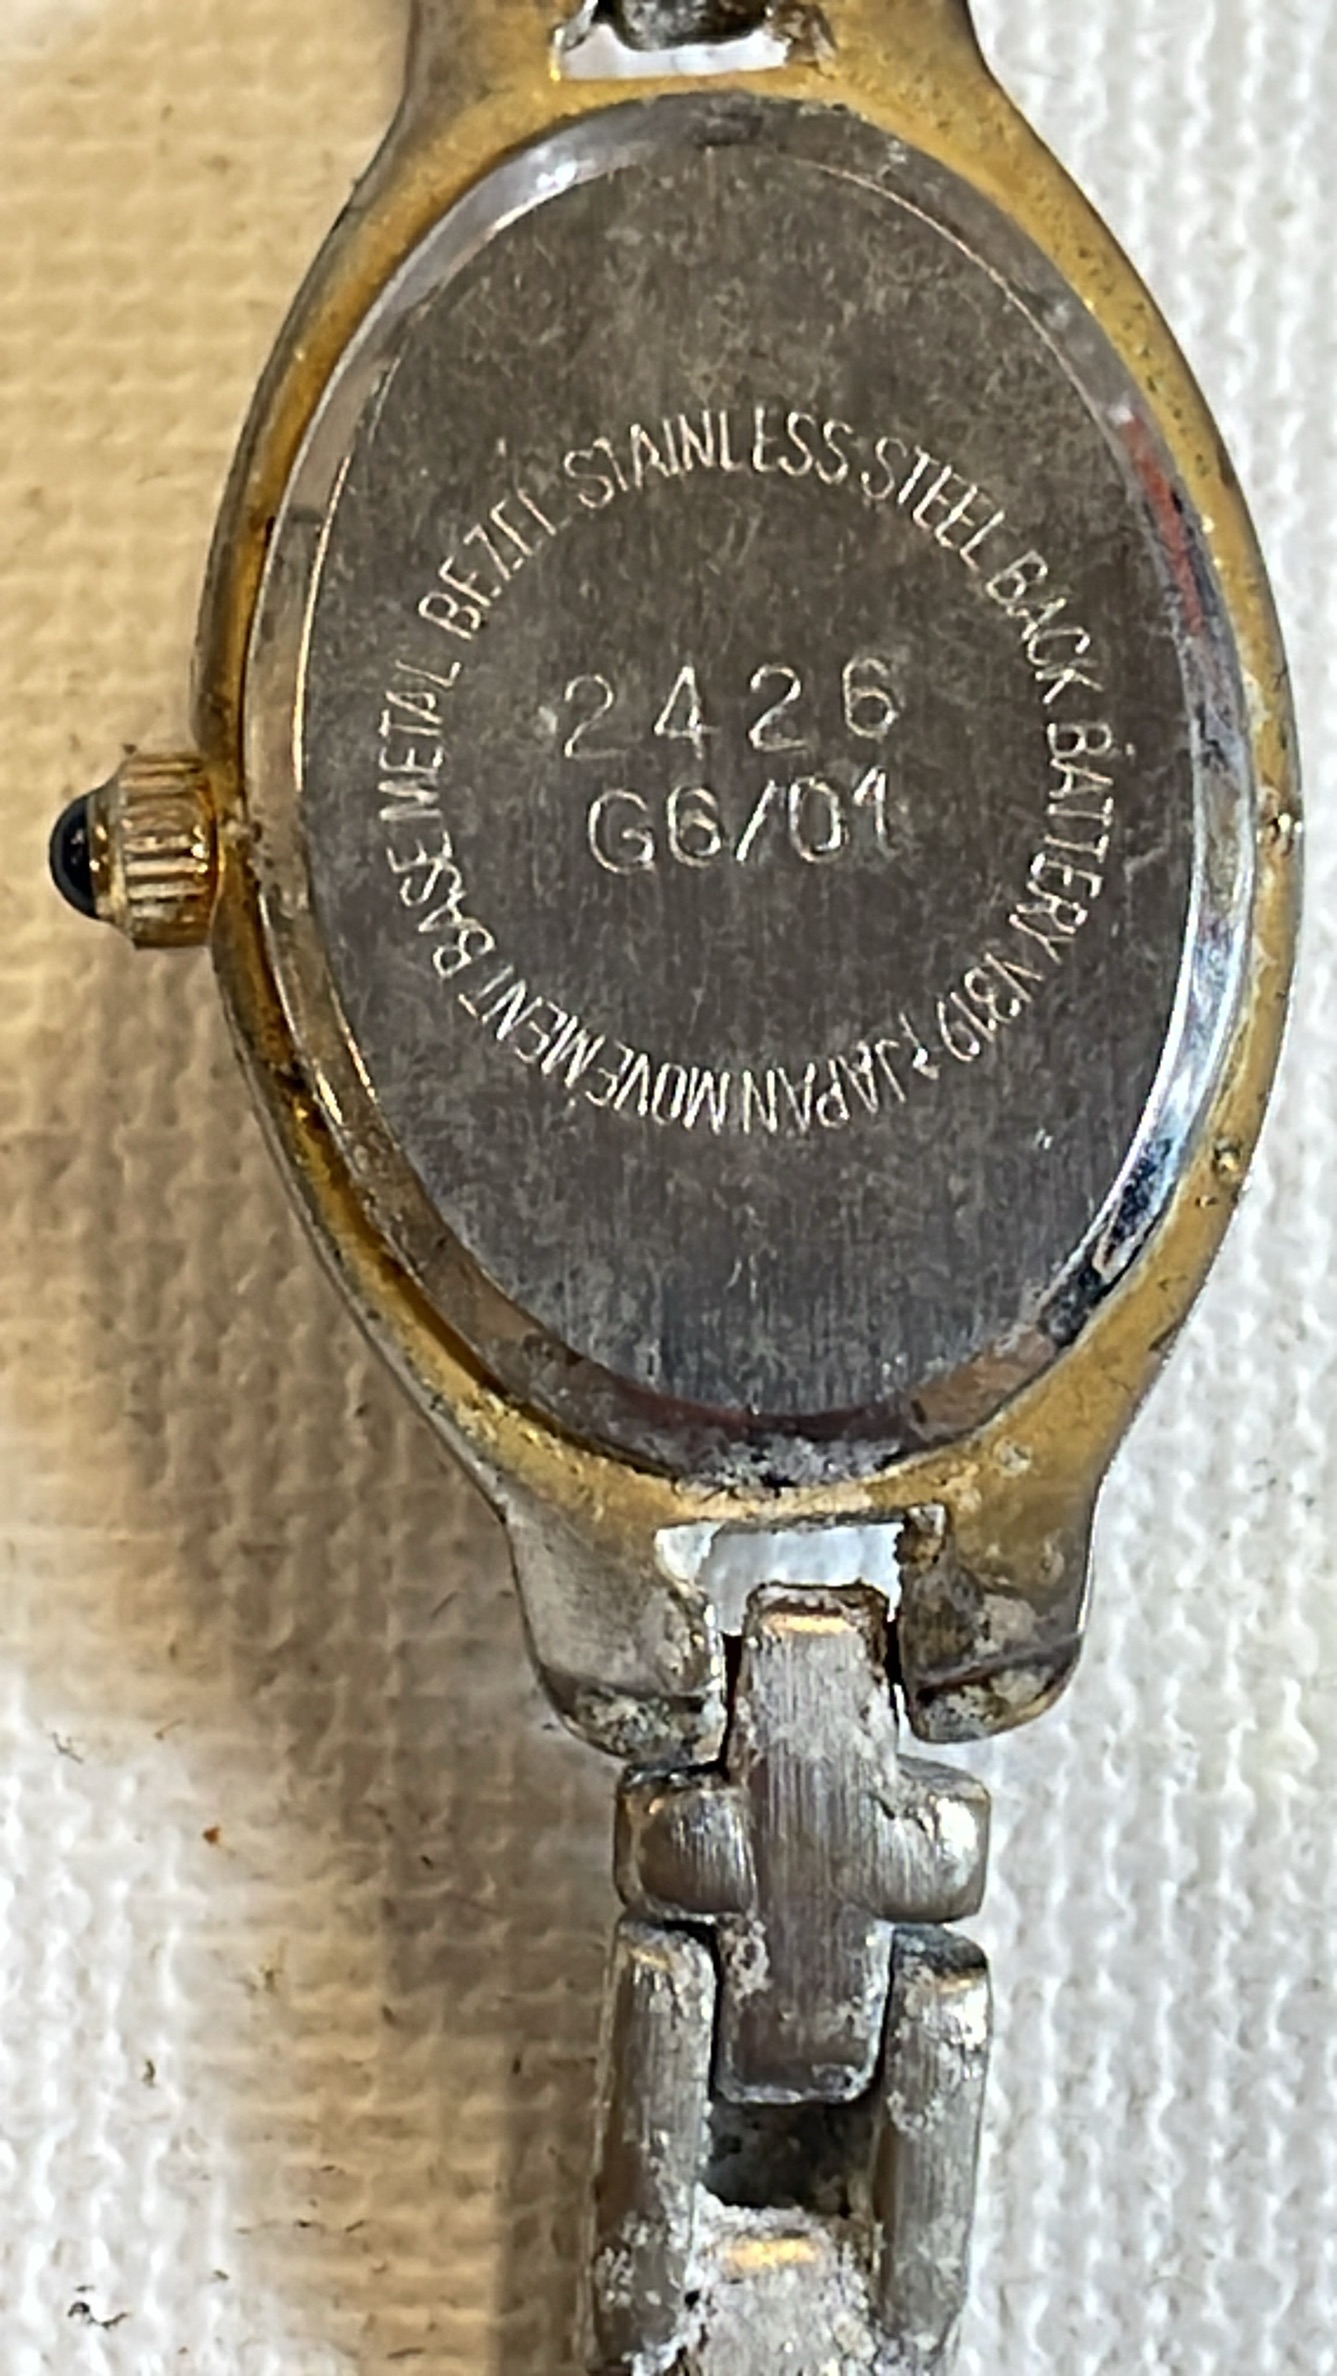 BASE METAL BEZEL STAINLESS STEEL BACK BATTERY V319 JAPAN MOVEMENT
2426
G6/01